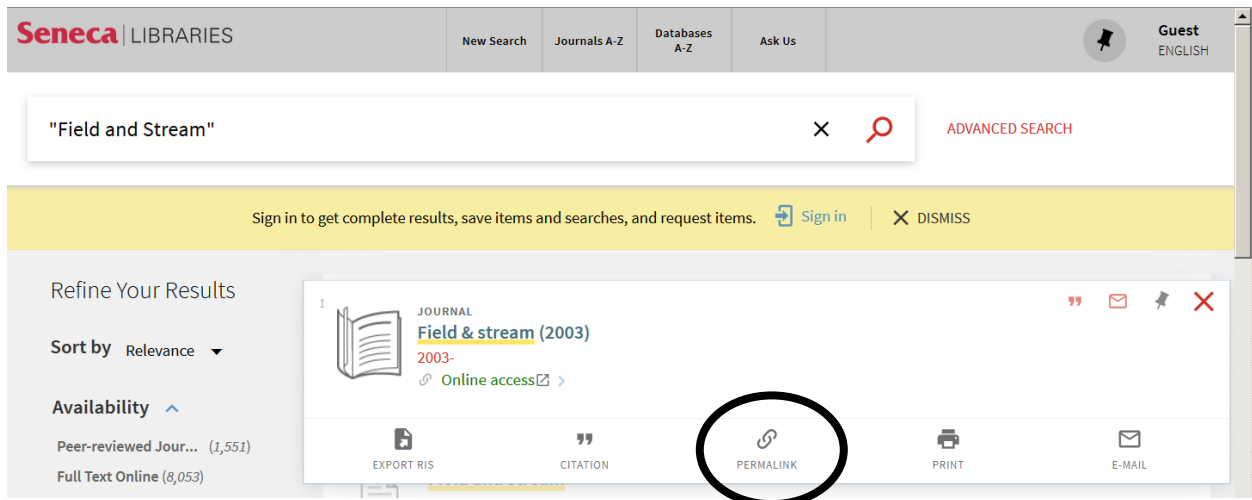 Seneca LIBRARIES
New Search
Journals A-Z
Databases
A-Z
Ask Us
Guest
ENGLISH
"Field and Stream"
ADVANCED SEARCH
Sign in to get complete results, save items and searches, and request items.
Sign in
DISMISS
Refine Your Results
Sort by Relevance
Availability
Peer-reviewed Jour... (1,551)
Full Text Online (8,053)
1
JOURNAL
Field & stream (2003)
2003-
Online access
EXPORT RIS
CITATION
PERMALINK
PRINT
E-MAIL
Field and Stream